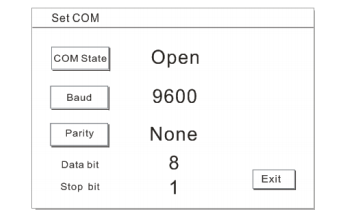 Set COM
COM State Open
Baud 9600
Parity None
Data bit 8
Stop bit 1
Exit